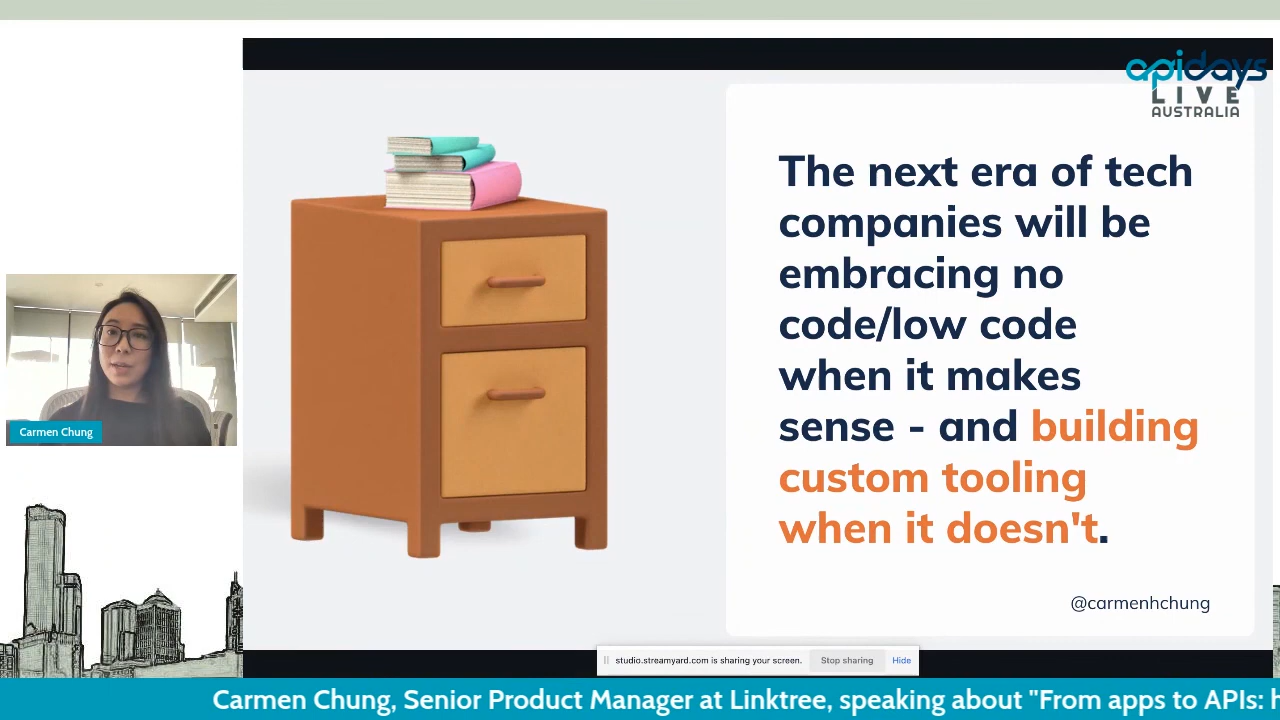 apidays
LIVE
AUSTRALIA
The next era of tech
companies will be
embracing no
code/low code
when it makes
sense - and building
custom tooling
when it doesn't.
@carmenhchung
Carmen Chung
studio.streamyard.com is sharing your screen.
Stop sharing
Hide
Carmen Chung, Senior Product Manager at Linktree, speaking about "From apps to APIs: